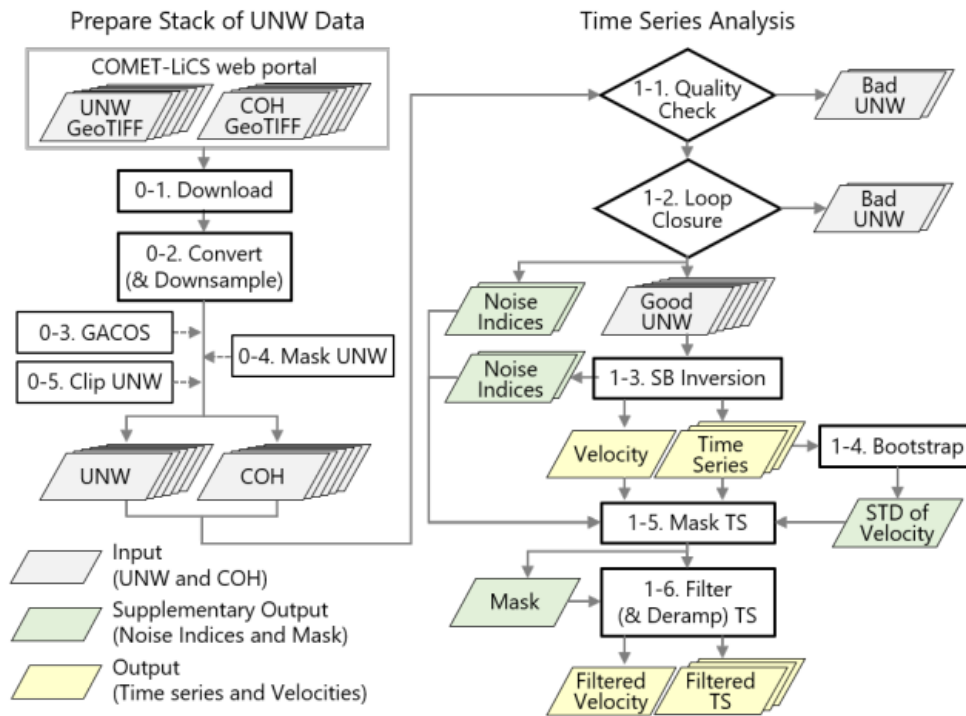 Prepare Stack of UNW Data
COMET-LiCS web portal
UNW
GeoTIFF
COH
GeoTIFF
0-1. Download
0-2. Convert
(& Downsample)
0-3. GACOS
0-4. Mask UNW
0-5. Clip UNW
UNW
COH
Input
(UNW and COH)
Supplementary Output
(Noise Indices and Mask)
Output
(Time series and Velocities)
Time Series Analysis
1-1. Quality
Check
Bad
UNW
1-2. Loop
Closure
Bad
UNW
Noise
Indices
Good
UNW
Noise
Indices
1-3. SB Inversion
Velocity
Time
Series
1-4. Bootstrap
1-5. Mask TS
STD of
Velocity
Mask
1-6. Filter
(& Deramp) TS
Filtered
Velocity
Filtered
TS